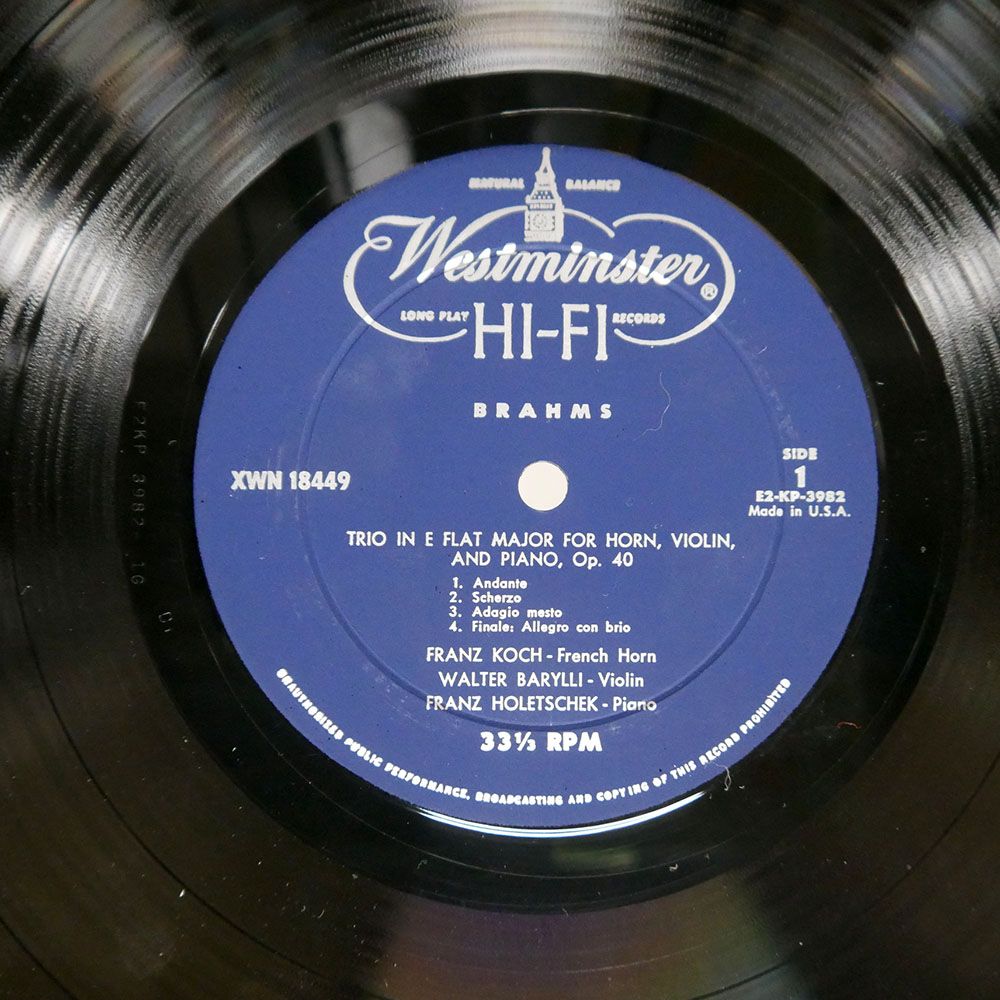 NATURAL BALANCE
Westminster ®
LONG PLAY RECORDS
HI-FI
BRAHMS
XWN 18449
SIDE
1
E2-KP-3982
Made in U.S.A.
TRIO IN E FLAT MAJOR FOR HORN, VIOLIN,
AND PIANO, Op. 40
1. Andante
2. Scherzo
3. Adagio mesto
4. Finale: Allegro con brio
FRANZ KOCH - French Horn
WALTER BARYLLI - Violin
FRANZ HOLETSCHEK - Piano
33⅓ RPM
UNAUTHORIZED PUBLIC PERFORMANCE, BROADCASTING AND COPYING OF THIS RECORD PROHIBITED